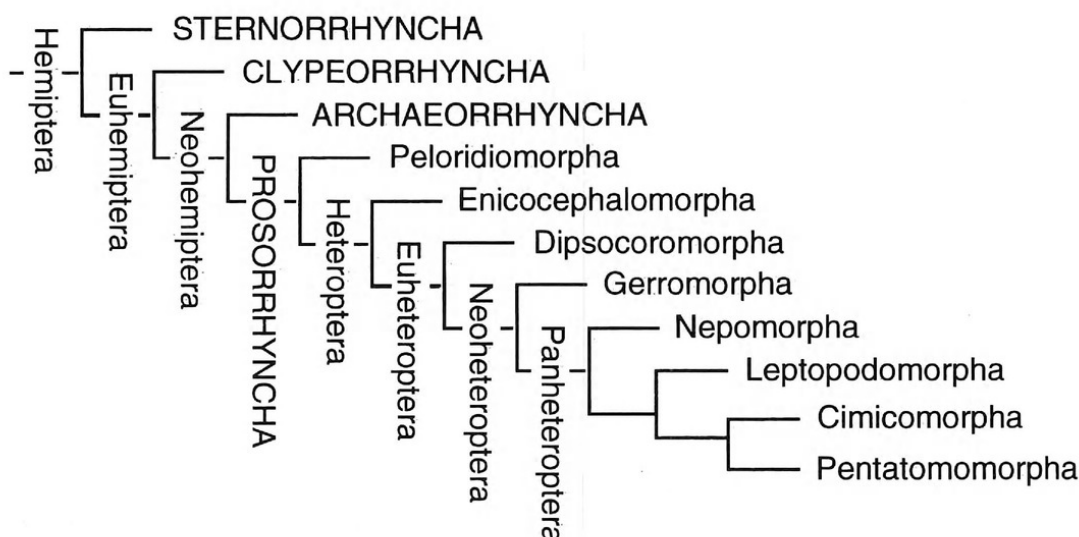 Hemiptera
STERNORRHYNCHA
Euhemiptera
CLYPEORRHYNCHA
Neohemiptera
ARCHAEORRHYNCHA
PROSORRHYNCHA
Peloridiomorpha
Heteroptera
Enicocephalomorpha
Euheteroptera
Dipsocoromorpha
Neoheteroptera
Gerromorpha
Panheteroptera
Nepomorpha
Leptopodomorpha
Cimicomorpha
Pentatomomorpha